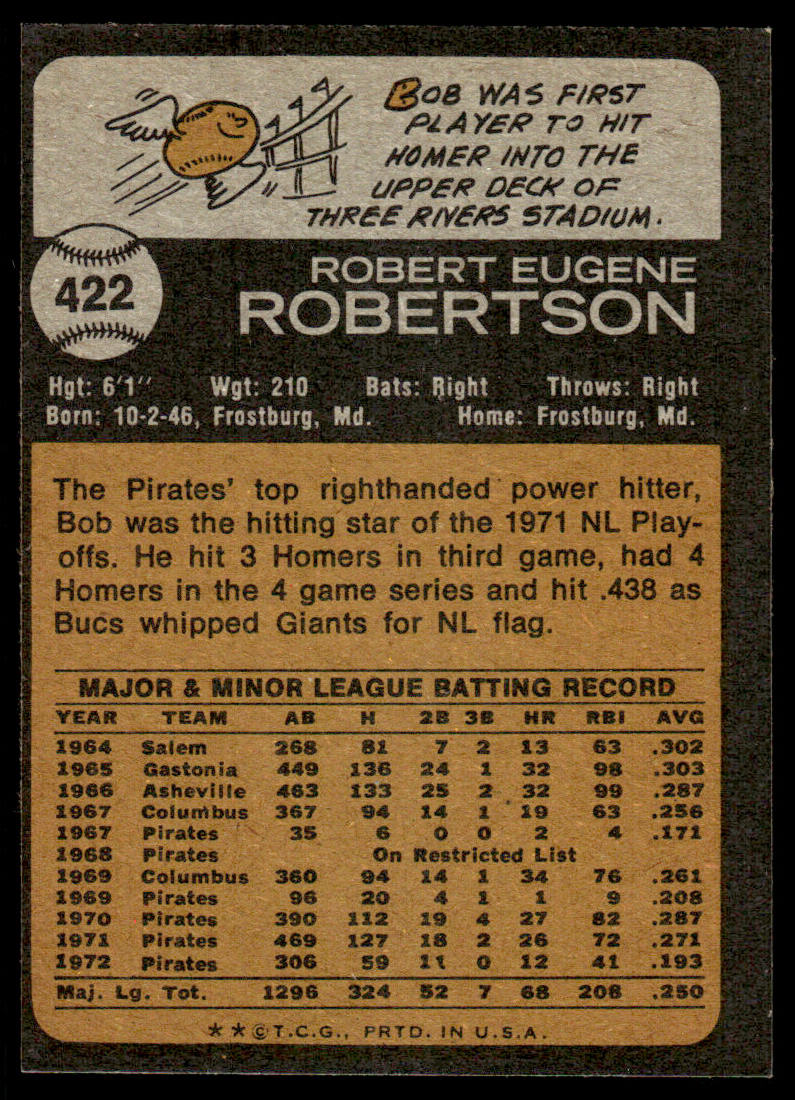 BOB WAS FIRST
PLAYER TO HIT
HOMER INTO THE
UPPER DECK OF
THREE RIVERS STADIUM.
422
ROBERT EUGENE
ROBERTSON
Hgt: 6'1" Wgt: 210 Bats: Right Throws: Right
Born: 10-2-46, Frostburg, Md. Home: Frostburg, Md.
The Pirates' top righthanded power hitter,
Bob was the hitting star of the 1971 NL Play-
offs. He hit 3 Homers in third game, had 4
Homers in the 4 game series and hit .438 as
Bucs whipped Giants for NL flag.
MAJOR & MINOR LEAGUE BATTING RECORD
YEAR TEAM AB H 2B 3B HR RBI AVG
1964 Salem 268 81 7 2 13 63 .302
1965 Gastonia 449 136 24 1 32 98 .303
1966 Asheville 463 133 25 2 32 99 .287
1967 Columbus 367 94 14 1 19 63 .256
1967 Pirates 35 6 0 0 2 4 .171
1968 Pirates On Restricted List
1969 Columbus 360 94 14 1 34 76 .261
1969 Pirates 96 20 4 1 1 9 .208
1970 Pirates 390 112 19 4 27 82 .287
1971 Pirates 469 127 18 2 26 72 .271
1972 Pirates 306 59 11 0 12 41 .193
Maj. Lg. Tot. 1296 324 52 7 68 208 .250
**©T.C.G., PRTD. IN U.S.A.